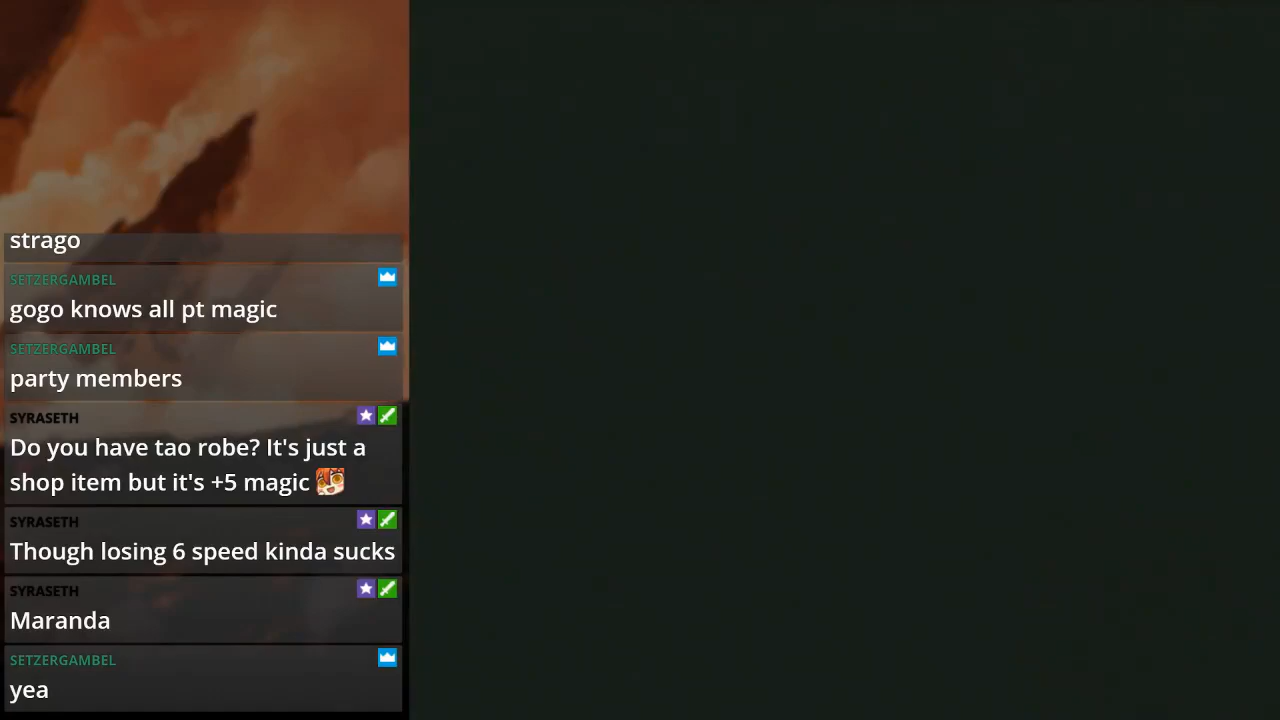 strago
SETZERGAMBEL
gogo knows all pt magic
SETZERGAMBEL
party members
SYRASETH
Do you have tao robe? It's just a
shop item but it's +5 magic
SYRASETH
Though losing 6 speed kinda sucks
SYRASETH
Maranda
SETZERGAMBEL
yea